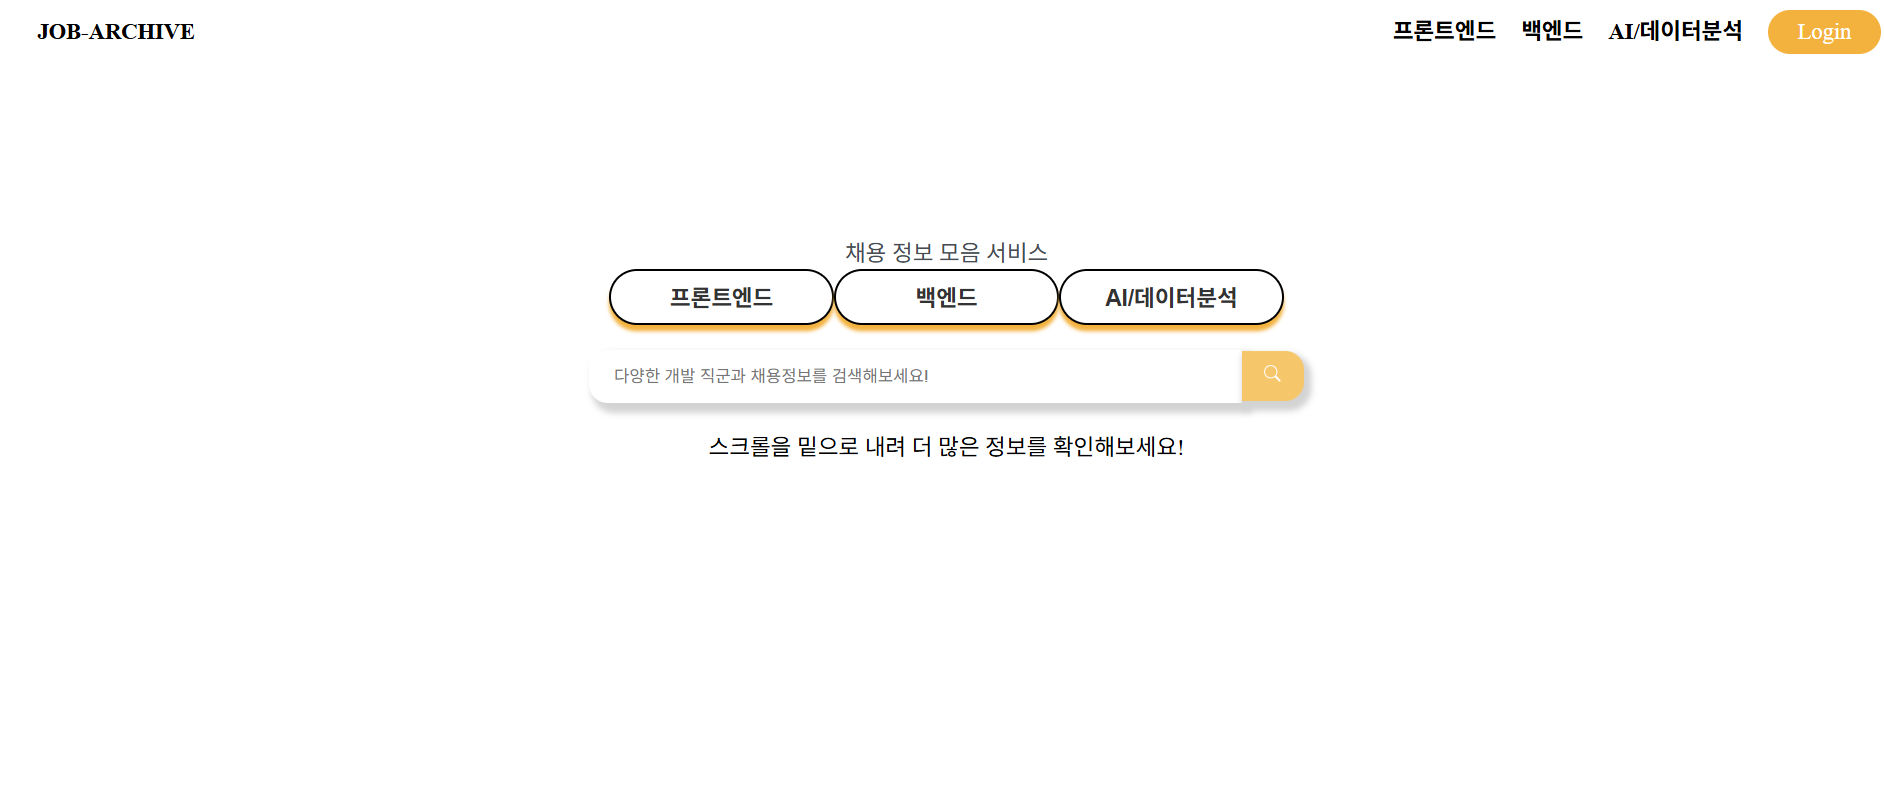 JOB-ARCHIVE
프론트엔드 백엔드 AI/데이터분석 Login
채용 정보 모음 서비스
프론트엔드 백엔드 AI/데이터분석
다양한 개발 직군과 채용정보를 검색해보세요!
스크롤을 밑으로 내려 더 많은 정보를 확인해보세요!